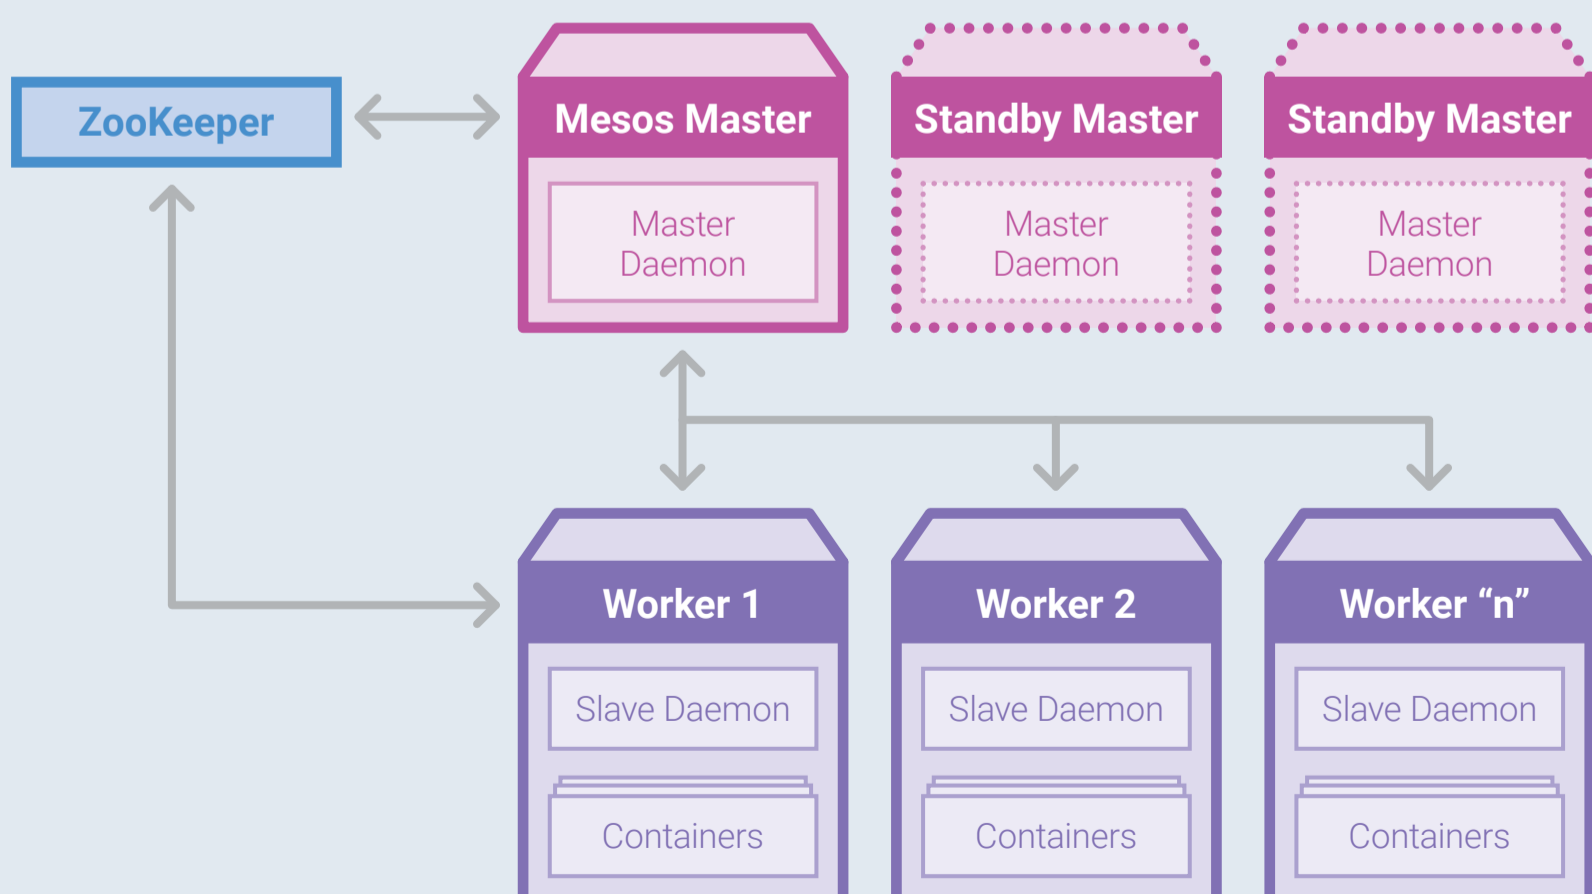 ZooKeeper
Mesos Master
Standby Master
Standby Master
Master
Daemon
Master
Daemon
Master
Daemon
Worker 1
Worker 2
Worker “n”
Slave Daemon
Slave Daemon
Slave Daemon
Containers
Containers
Containers